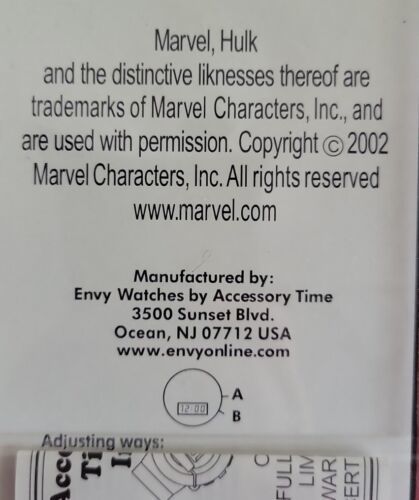 Marvel, Hulk
and the distinctive liknesses thereof are
trademarks of Marvel Characters, Inc., and
are used with permission. Copyright © 2002
Marvel Characters, Inc. All rights reserved
www.marvel.com
Manufactured by:
Envy Watches by Accessory Time
3500 Sunset Blvd.
Ocean, NJ 07712 USA
www.envyonline.com
A
12:00
B
Adjusting ways:
FULL
LIM